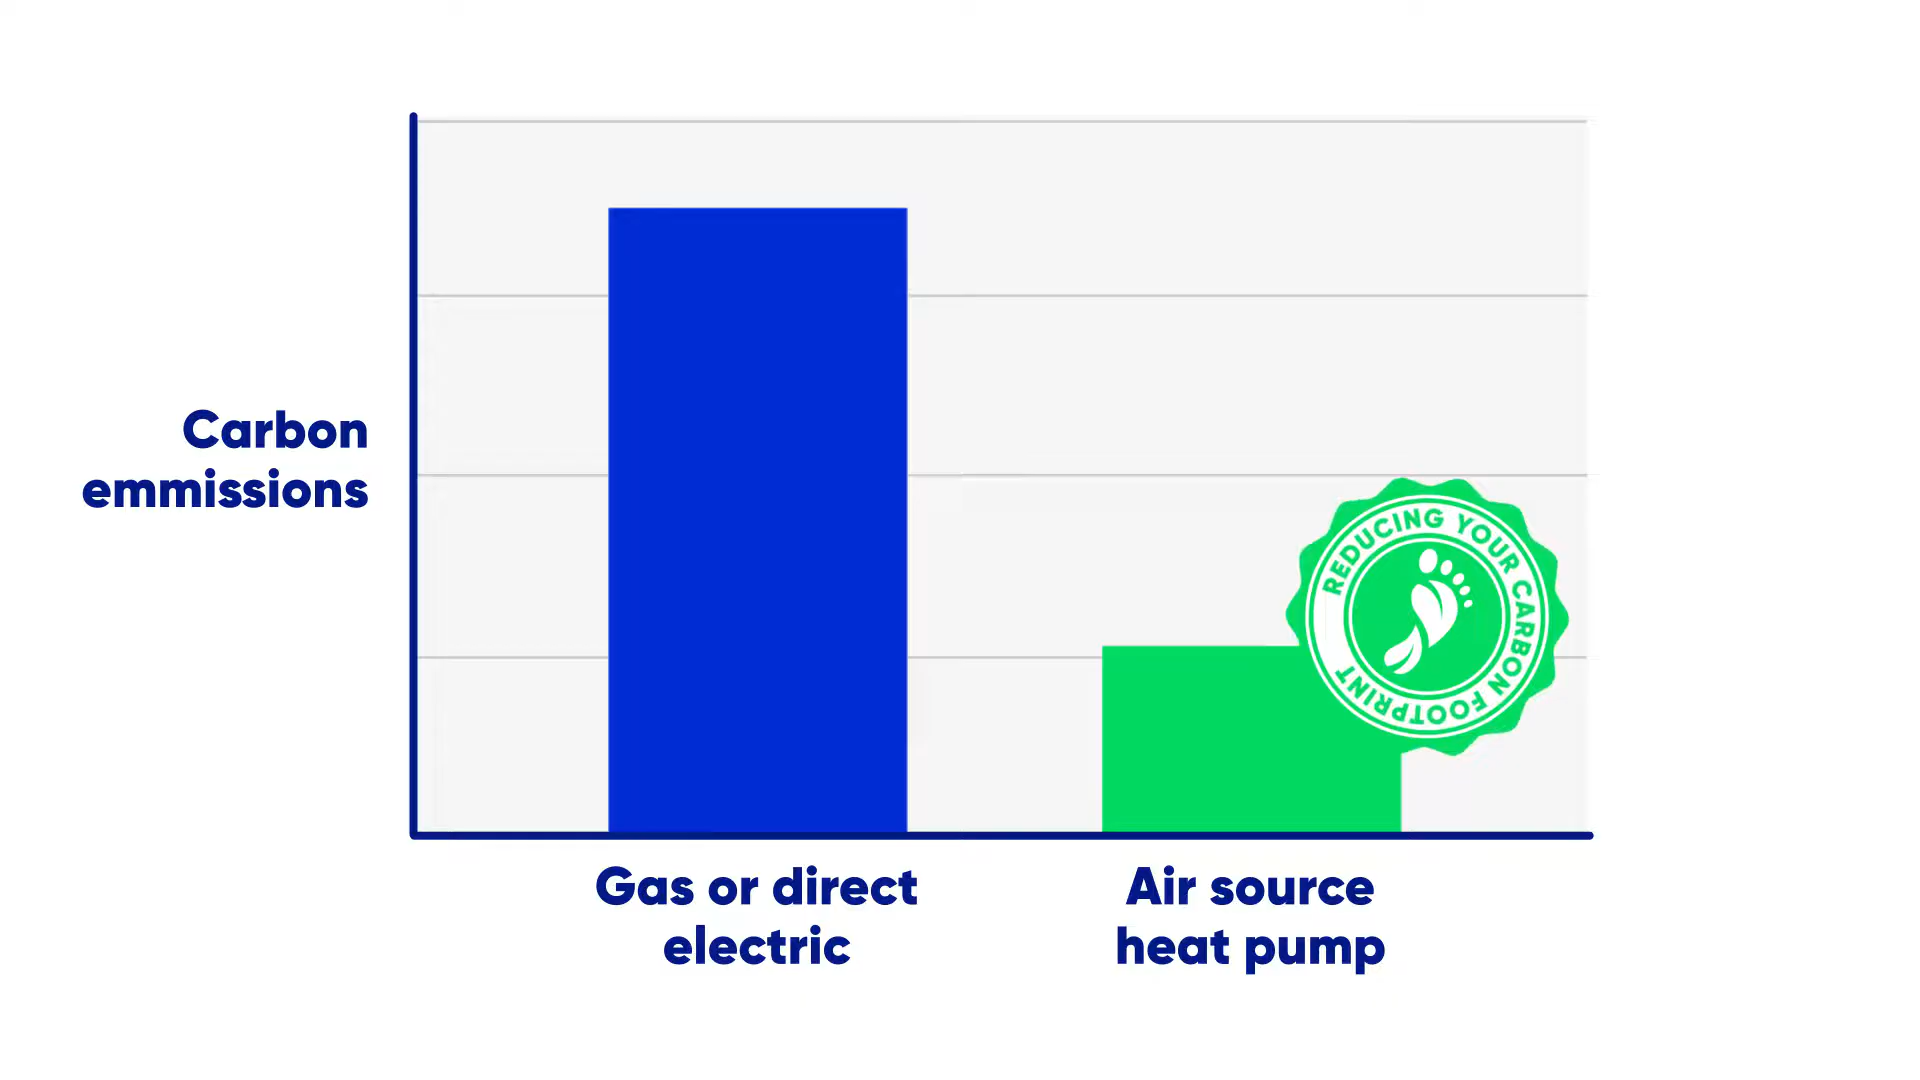 Carbon
emmissions
REDUCING YOUR CARBON FOOTPRINT
Gas or direct
electric
Air source
heat pump